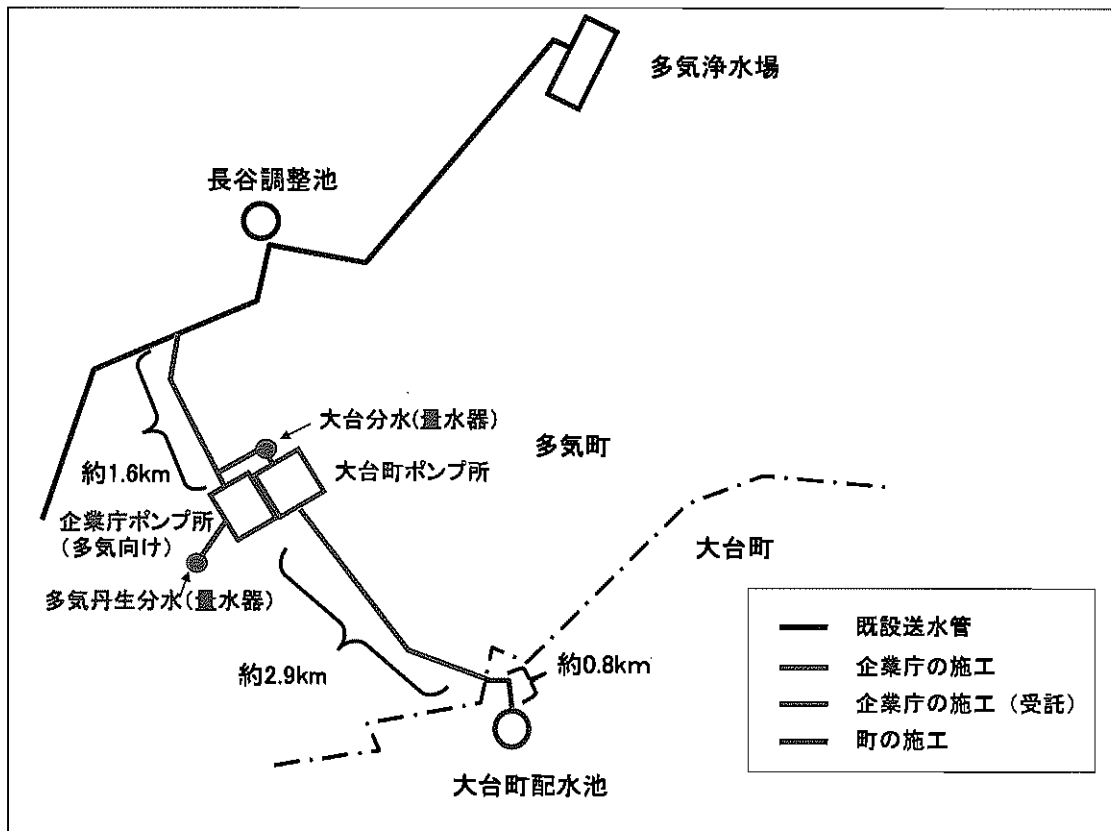 多気浄水場
長谷調整池
大台分水(量水器)
多気町
大台町ポンプ所
約1.6km
企業庁ポンプ所
(多気向け)
大台町
多気丹生分水(量水器)
約2.9km
約0.8km
大台町配水池
既設送水管
企業庁の施工
企業庁の施工（受託）
町の施工